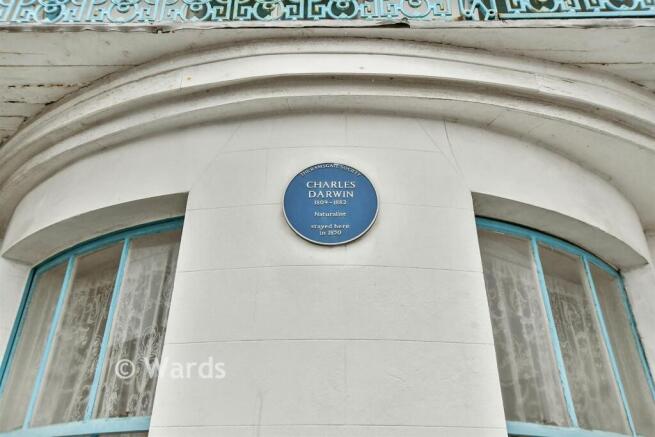 THE RAMSGATE SOCIETY
CHARLES
DARWIN
1809-1882
Naturalist
stayed here
in 1850
© Wards